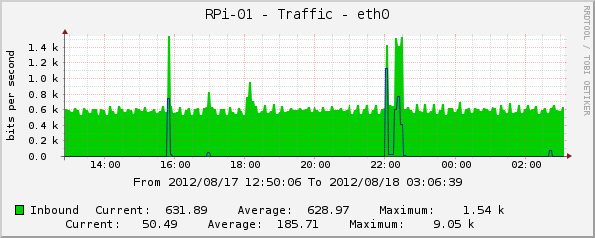 RPi-01 - Traffic - eth0
RRDTOOL / TOBI OETIKER
bits per second
1.4 k
1.2 k
1.0 k
0.8 k
0.6 k
0.4 k
0.2 k
0.0
14:00 16:00 18:00 20:00 22:00 00:00 02:00
From 2012/08/17 12:50:06 To 2012/08/18 03:06:39
Inbound Current: 631.89 Average: 628.97 Maximum: 1.54 k
Current: 50.49 Average: 185.71 Maximum: 9.05 k